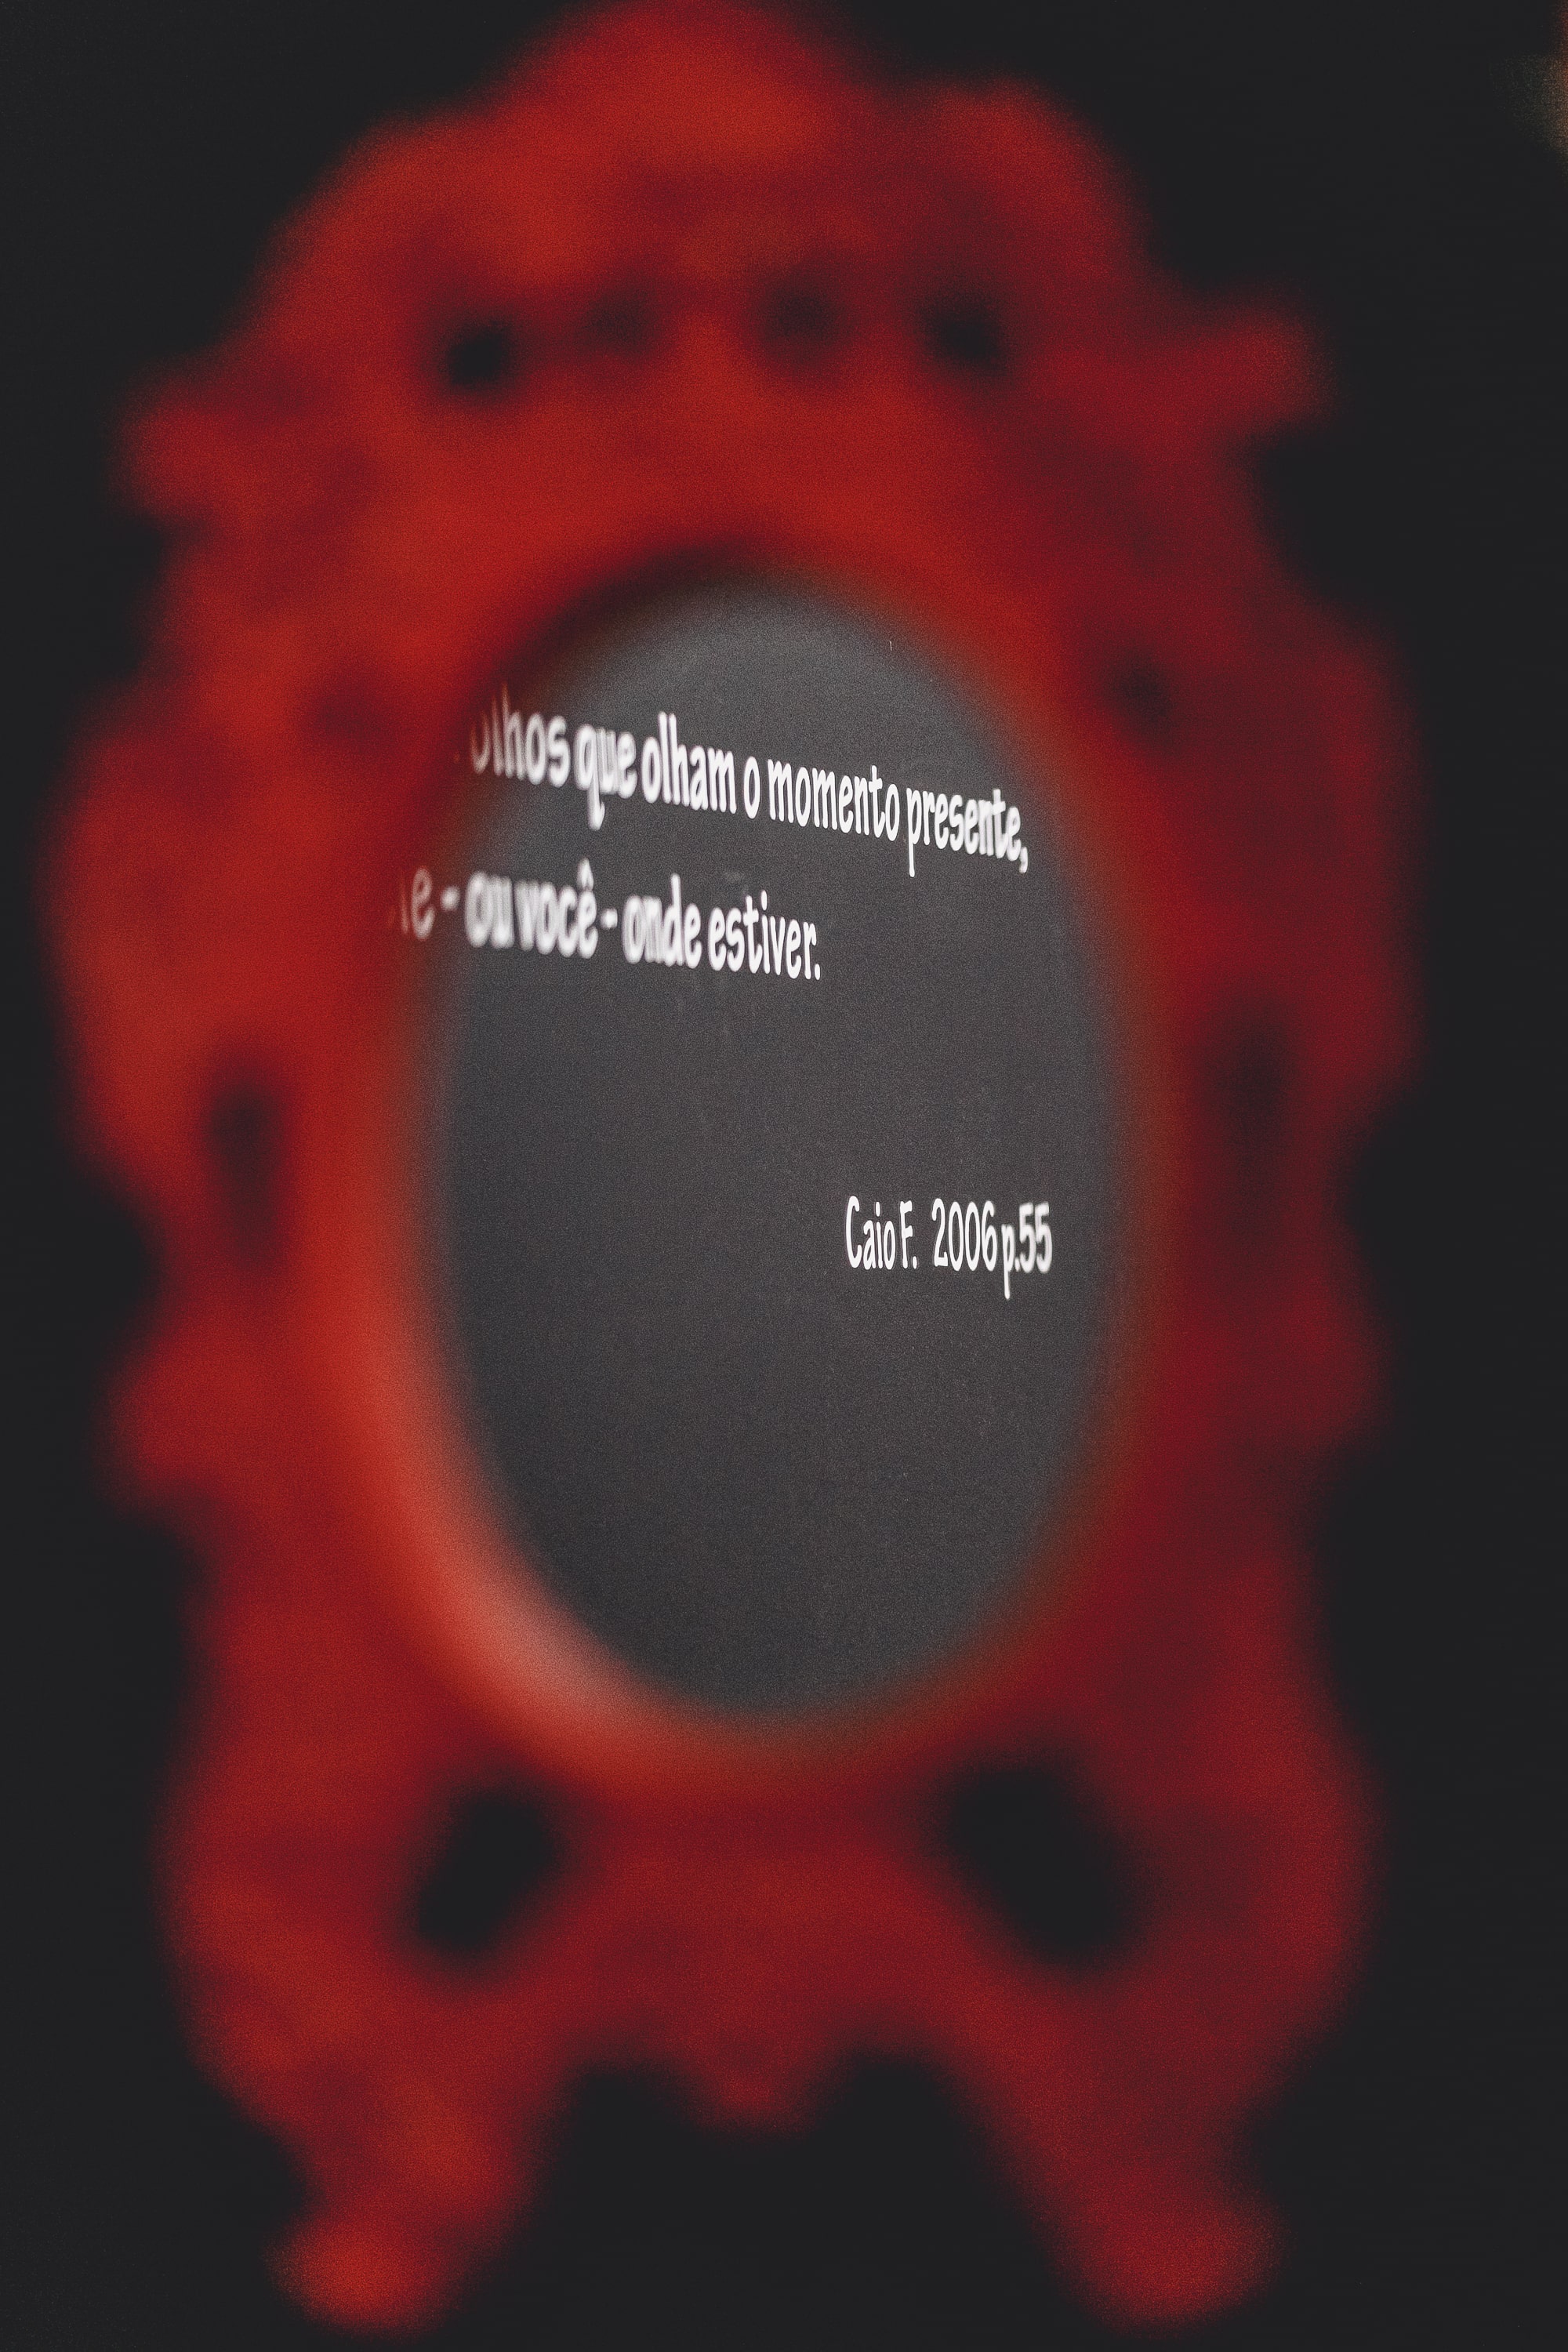 olhos que olham o momento presente,
- ou você - onde estiver.
Caio F. 2006 p.55